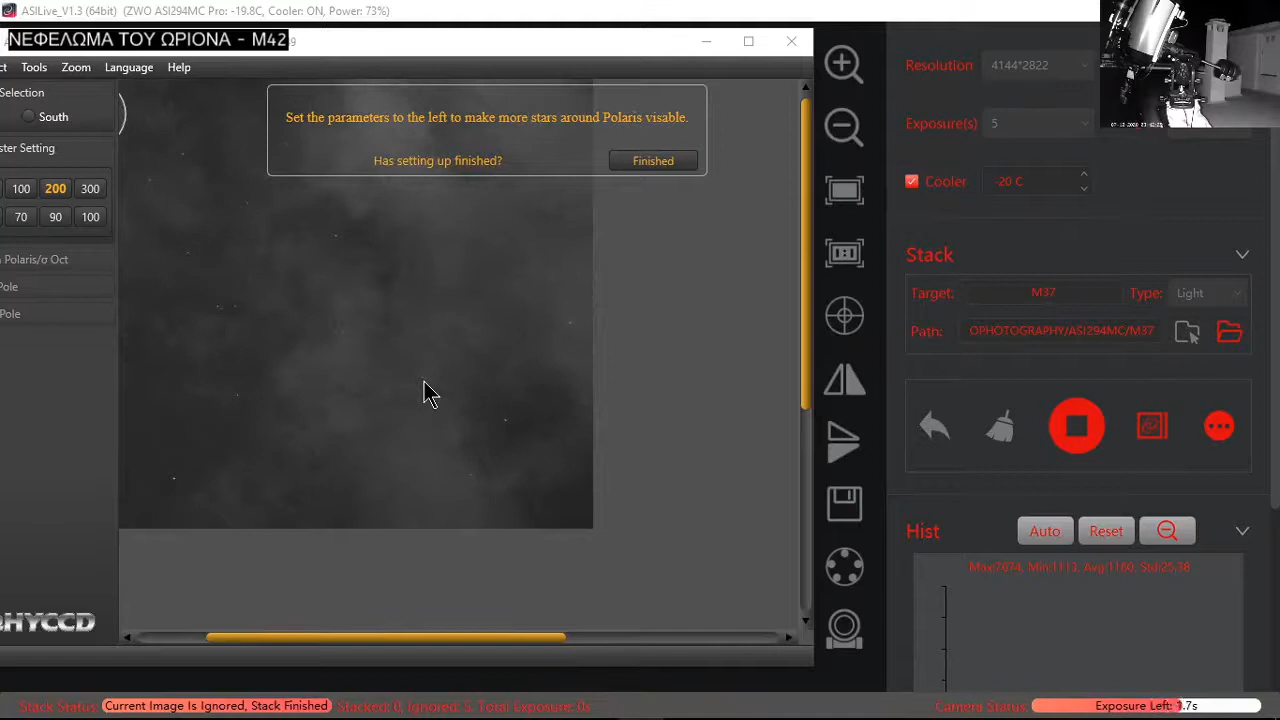 ASILive_V1.3 (64bit) (ZWO ASI294MC Pro: -19.8C, Cooler: ON, Power: 73%)
ΝΕΦΕΛΩΜΑ ΤΟΥ ΩΡΙΟΝΑ - M42
Tools Zoom Language Help
Selection
South
Setting
100 200 300
70 90 100
Polaris/σ Oct
Pole
Pole
Set the parameters to the left to make more stars around Polaris visable.
Has setting up finished? Finished
Resolution 4144*2822
Exposure(s) 5
Cooler -20 C
Stack
Target: M37 Type: Light
Path: OPHOTOGRAPHY/ASI294MC/M37
1:1
Hist Auto Reset
Max:7074, Min:1112, Avg:1160, Std:25.38
Stack Status: Current Image Is Ignored, Stack Finished Stacked: 0, Ignored: 5, Total Exposure: 0s
Camera Status: Exposure Left: